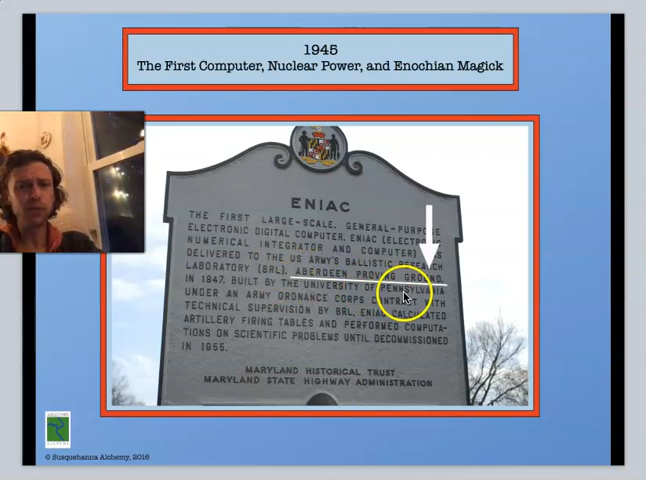 1945
The First Computer, Nuclear Power, and Enochian Magick
ENIAC
THE FIRST LARGE-SCALE, GENERAL-PURPOSE
ELECTRONIC DIGITAL COMPUTER, ENIAC (ELECTRONIC
NUMERICAL INTEGRATOR AND COMPUTER) WAS
DELIVERED TO THE US ARMY'S BALLISTIC RESEARCH
LABORATORY (BRL), ABERDEEN PROVING GROUND,
IN 1947. BUILT BY THE UNIVERSITY OF PENNSYLVANIA
UNDER AN ARMY ORDNANCE CORPS CONTRACT WITH
TECHNICAL SUPERVISION BY BRL, ENIAC CALCULATED
ARTILLERY FIRING TABLES AND PERFORMED COMPUTA-
TIONS ON SCIENTIFIC PROBLEMS UNTIL DECOMMISSIONED
IN 1955.
MARYLAND HISTORICAL TRUST
MARYLAND STATE HIGHWAY ADMINISTRATION
© Susquehanna Alchemy, 2016